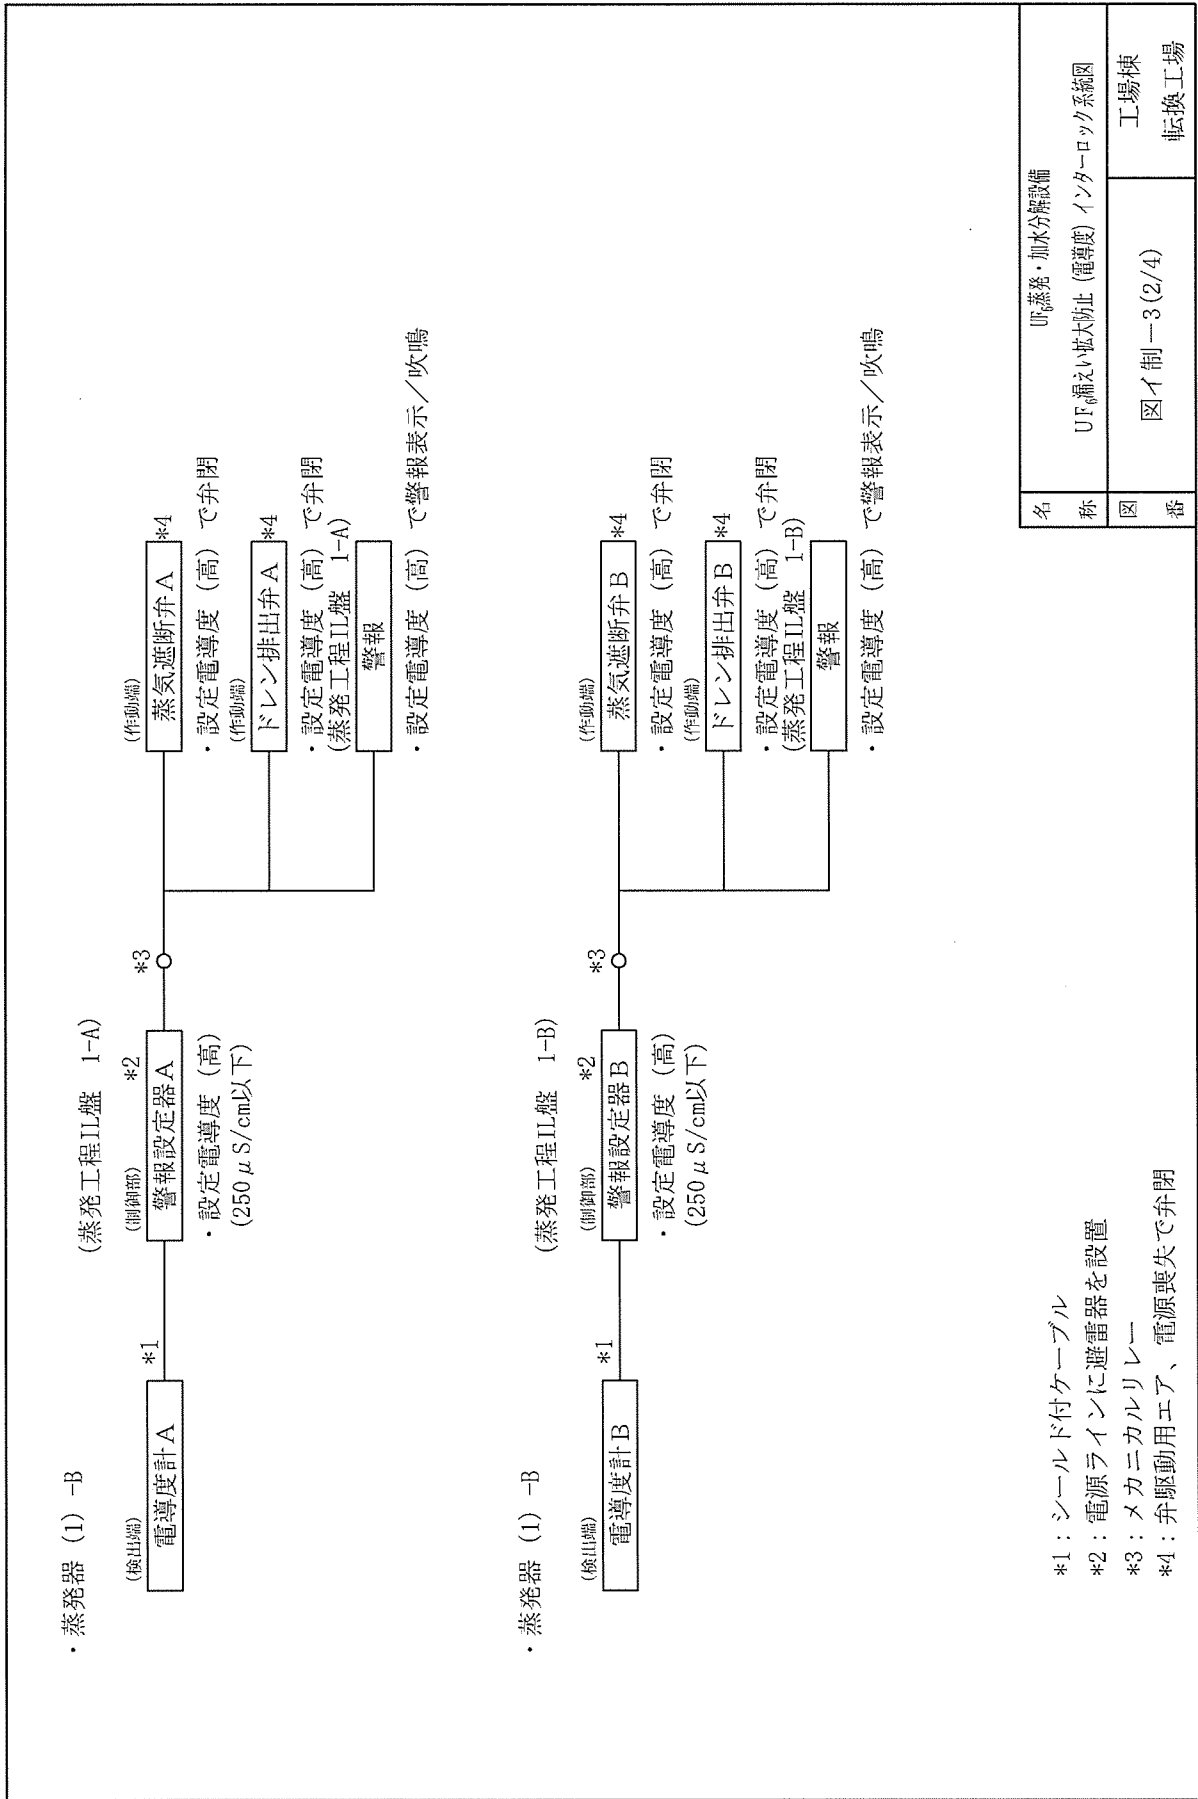 ・蒸発器 (1) -B
(蒸発工程IL盤 1-A)
(検出端)
電導度計A
*1
(制御部)
*2
警報設定器A
・設定電導度 (高)
(250μS/cm以下)
*3
(作動端)
蒸気遮断弁A
*4
・設定電導度 (高) で弁閉
(作動端)
ドレン排出弁A
*4
・設定電導度 (高) で弁閉
(蒸発工程IL盤 1-A)
警報
・設定電導度 (高) で警報表示/吹鳴
・蒸発器 (1) -B
(蒸発工程IL盤 1-B)
(検出端)
電導度計B
*1
(制御部)
*2
警報設定器B
・設定電導度 (高)
(250μS/cm以下)
*3
(作動端)
蒸気遮断弁B
*4
・設定電導度 (高) で弁閉
(作動端)
ドレン排出弁B
*4
・設定電導度 (高) で弁閉
(蒸発工程IL盤 1-B)
警報
・設定電導度 (高) で警報表示/吹鳴
*1:シールド付ケーブル
*2:電源ラインに避雷器を設置
*3:メカニカルリレー
*4:弁駆動用エア、電源喪失で弁閉
名称
UF₆蒸発・加水分解設備
UF₆漏えい拡大防止 (電導度) インターロック系統図
図番
図イ制-3(2/4)
工場棟
転換工場